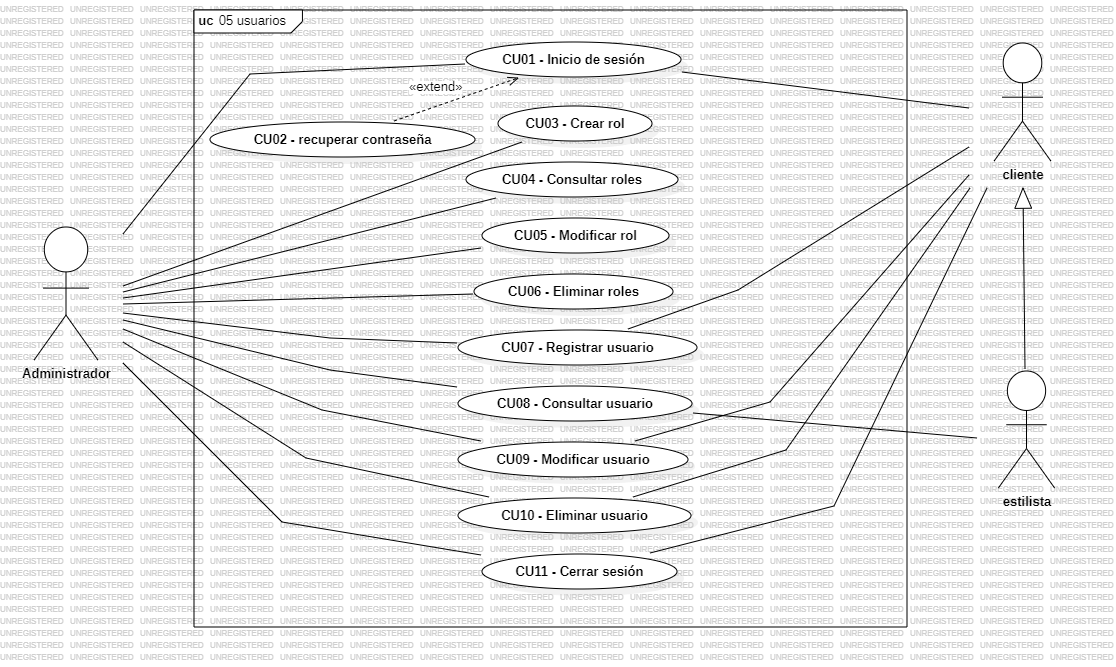 uc 05 usuarios
CU01 - Inicio de sesión
«extend»
CU02 - recuperar contraseña
CU03 - Crear rol
CU04 - Consultar roles
CU05 - Modificar rol
CU06 - Eliminar roles
CU07 - Registrar usuario
CU08 - Consultar usuario
CU09 - Modificar usuario
CU10 - Eliminar usuario
CU11 - Cerrar sesión
Administrador
cliente
estilista
UNREGISTERED